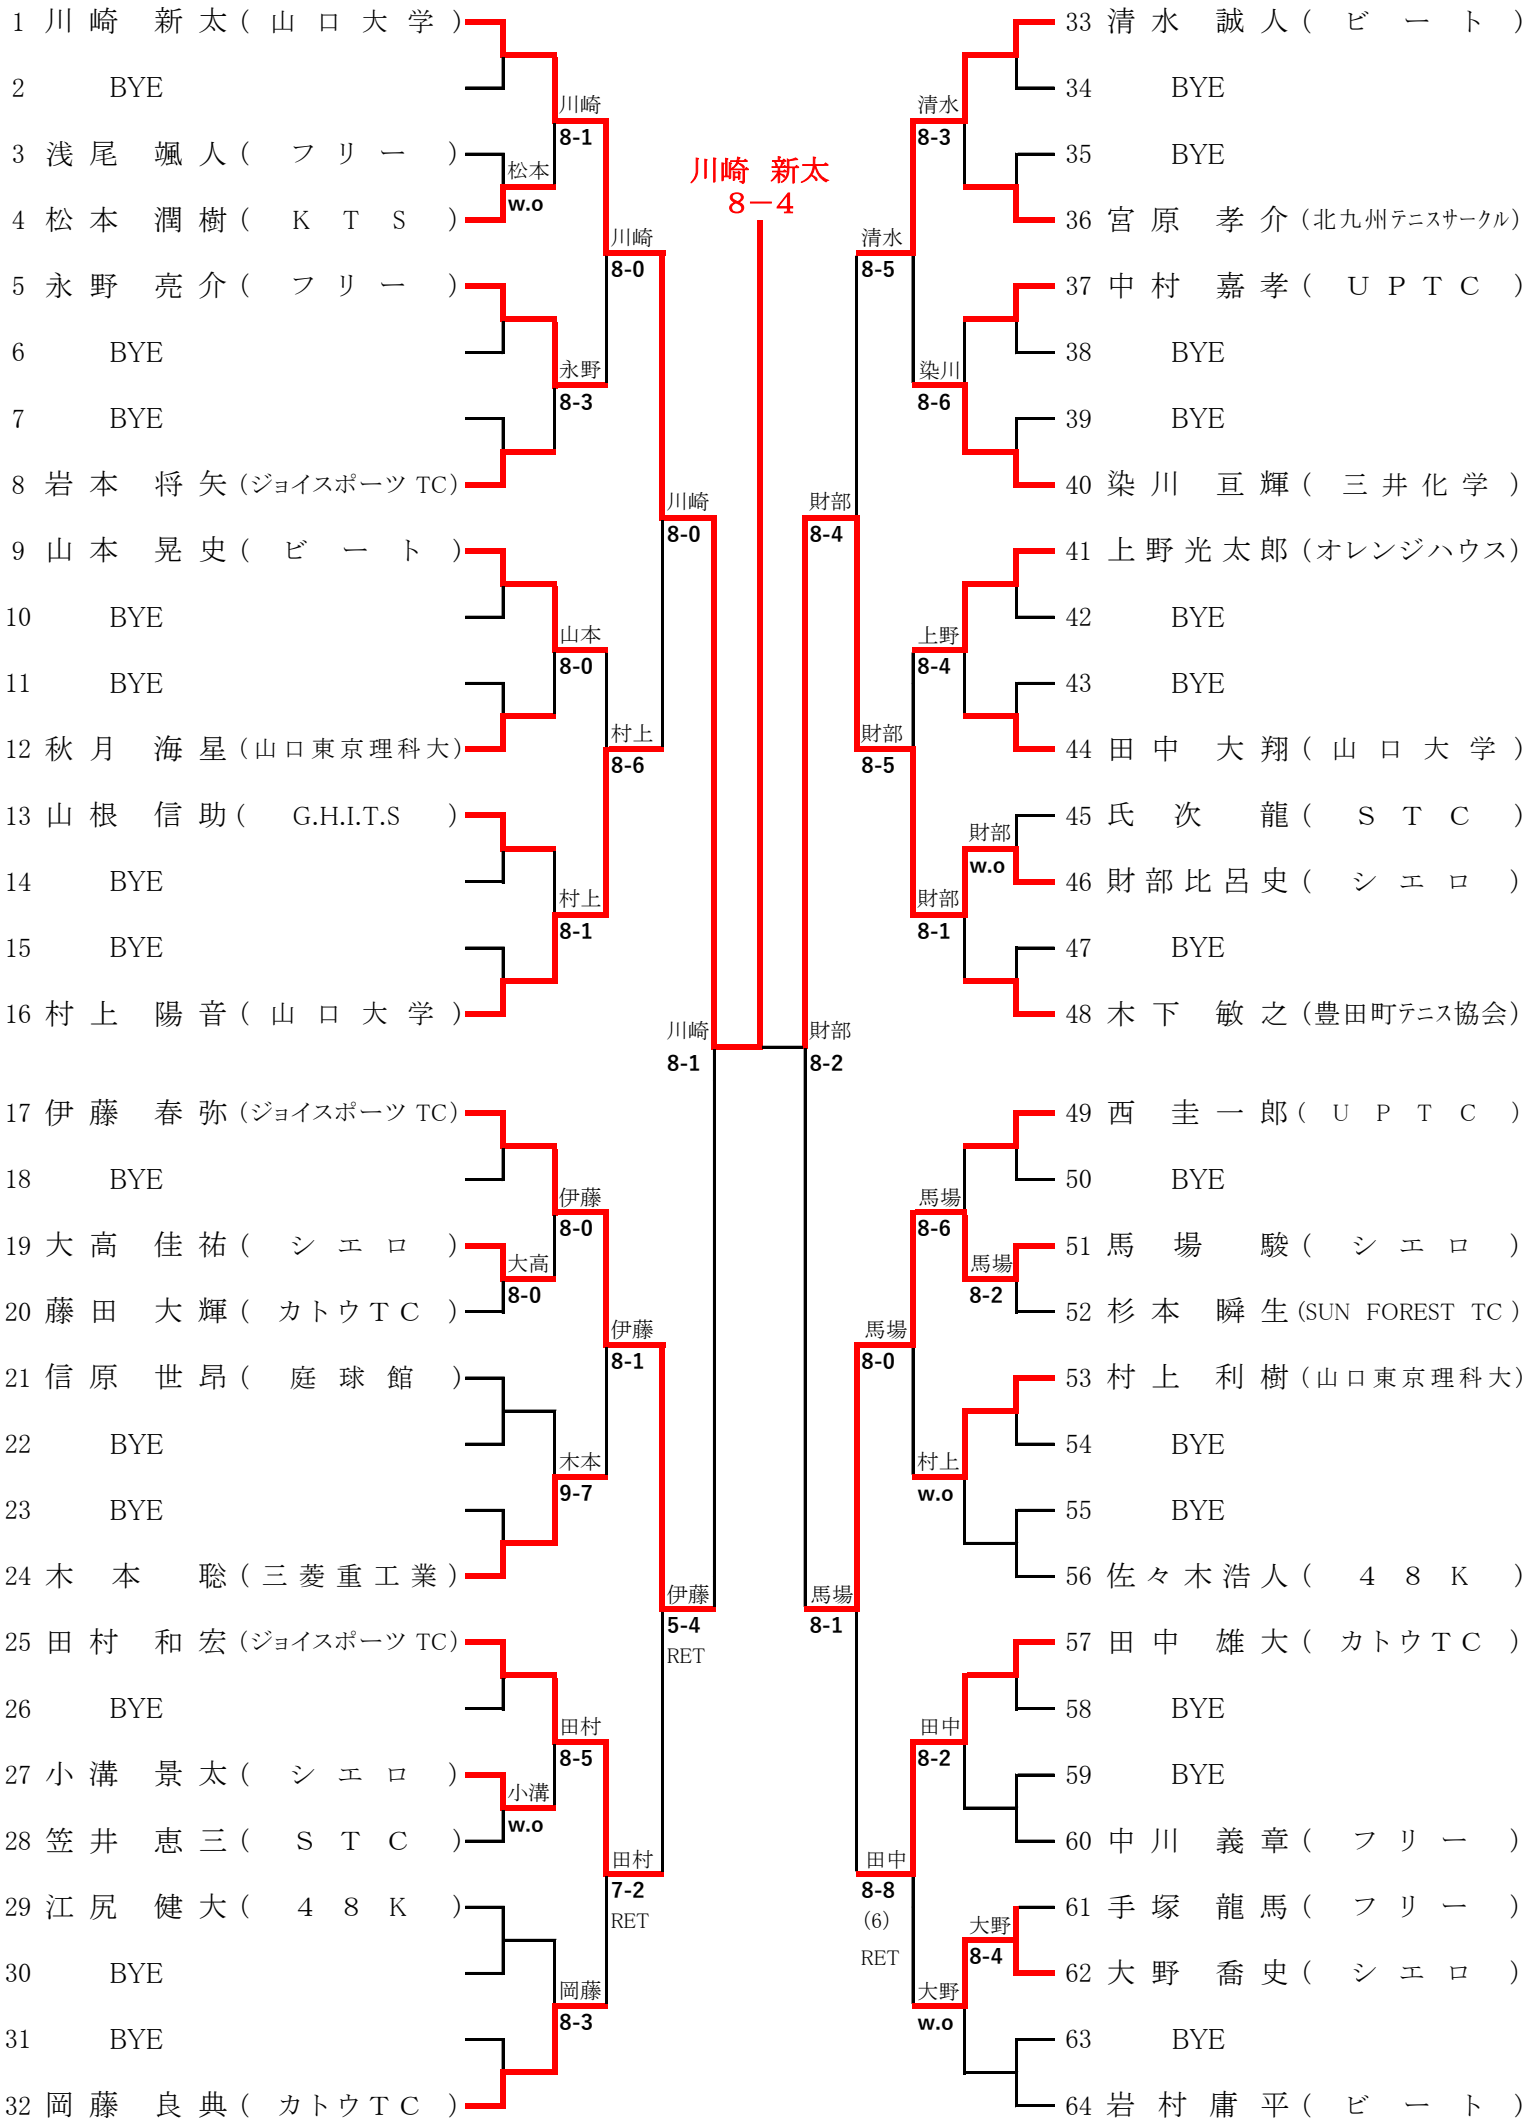 1 川崎 新太 (山口大学)
2 BYE
3 浅尾 颯人 (フリー)
4 松本 潤樹 (KTS)
5 永野 亮介 (フリー)
6 BYE
7 BYE
8 岩本 将矢 (ジョイスポーツ TC)
9 山本 晃史 (ビート)
10 BYE
11 BYE
12 秋月 海星 (山口東京理科大)
13 山根 信助 (G.H.I.T.S)
14 BYE
15 BYE
16 村上 陽音 (山口大学)
17 伊藤 春弥 (ジョイスポーツ TC)
18 BYE
19 大高 佳祐 (シエロ)
20 藤田 大輝 (カトウTC)
21 信原 世昂 (庭球館)
22 BYE
23 BYE
24 木本 聡 (三菱重工業)
25 田村 和宏 (ジョイスポーツ TC)
26 BYE
27 小溝 景太 (シエロ)
28 笠井 恵三 (STC)
29 江尻 健大 (48K)
30 BYE
31 BYE
32 岡藤 良典 (カトウTC)
松本
w.o
大高
8-0
小溝
w.o
川崎
8-1
永野
8-3
山本
8-0
村上
8-1
伊藤
8-0
木本
9-7
田村
8-5
岡藤
8-3
川崎
8-0
村上
8-6
伊藤
8-1
田村
7-2
RET
川崎
8-0
伊藤
5-4
RET
川崎
8-1
川崎 新太
8-4
財部
8-2
財部
8-4
馬場
8-1
清水
8-5
財部
8-5
馬場
8-0
田中
8-8
(6)
RET
清水
8-3
染川
8-6
上野
8-4
財部
8-1
馬場
8-6
村上
w.o
田中
8-2
大野
w.o
財部
w.o
馬場
8-2
大野
8-4
33 清水 誠人 (ビート)
34 BYE
35 BYE
36 宮原 孝介 (北九州テニスサークル)
37 中村 嘉孝 (UPTC)
38 BYE
39 BYE
40 染川 亘輝 (三井化学)
41 上野光太郎 (オレンジハウス)
42 BYE
43 BYE
44 田中 大翔 (山口大学)
45 氏次 龍 (STC)
46 財部比呂史 (シエロ)
47 BYE
48 木下 敏之 (豊田町テニス協会)
49 西 圭一郎 (UPTC)
50 BYE
51 馬場 駿 (シエロ)
52 杉本 瞬生 (SUN FOREST TC)
53 村上 利樹 (山口東京理科大)
54 BYE
55 BYE
56 佐々木浩人 (48K)
57 田中 雄大 (カトウTC)
58 BYE
59 BYE
60 中川 義章 (フリー)
61 手塚 龍馬 (フリー)
62 大野 喬史 (シエロ)
63 BYE
64 岩村庸平 (ビート)